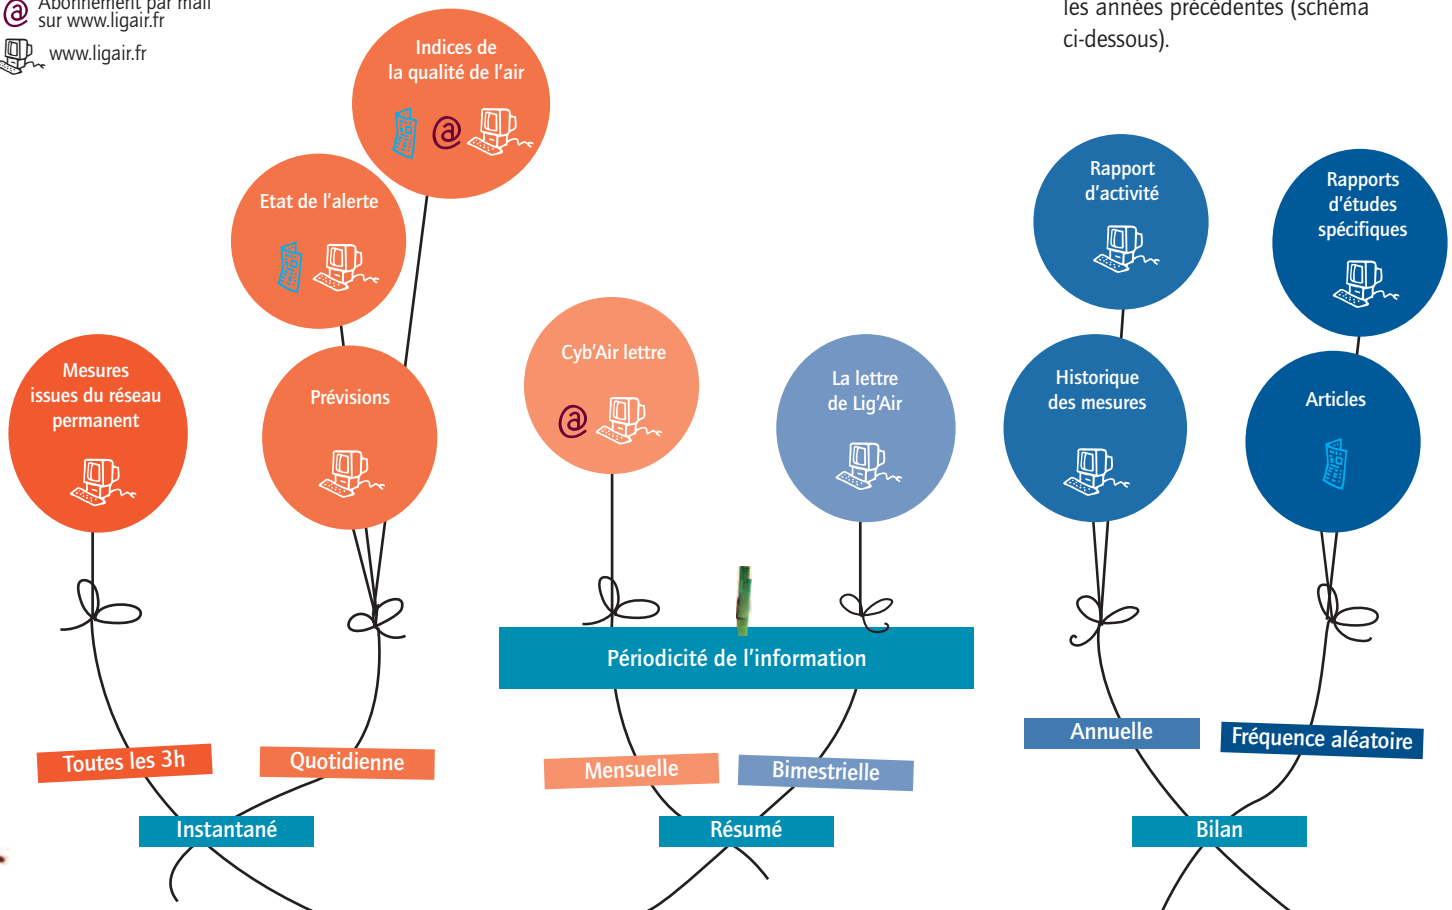 Abonnement par mail
sur www.ligair.fr
www.ligair.fr
les années précédentes (schéma
ci-dessous).
Indices de
la qualité de l'air
@
Etat de l'alerte
Mesures
issues du réseau
permanent
Prévisions
Cyb'Air lettre
@
La lettre
de Lig'Air
Rapport
d'activité
Rapports
d'études
spécifiques
Historique
des mesures
Articles
Périodicité de l'information
Toutes les 3h
Quotidienne
Mensuelle
Bimestrielle
Annuelle
Fréquence aléatoire
Instantané
Résumé
Bilan